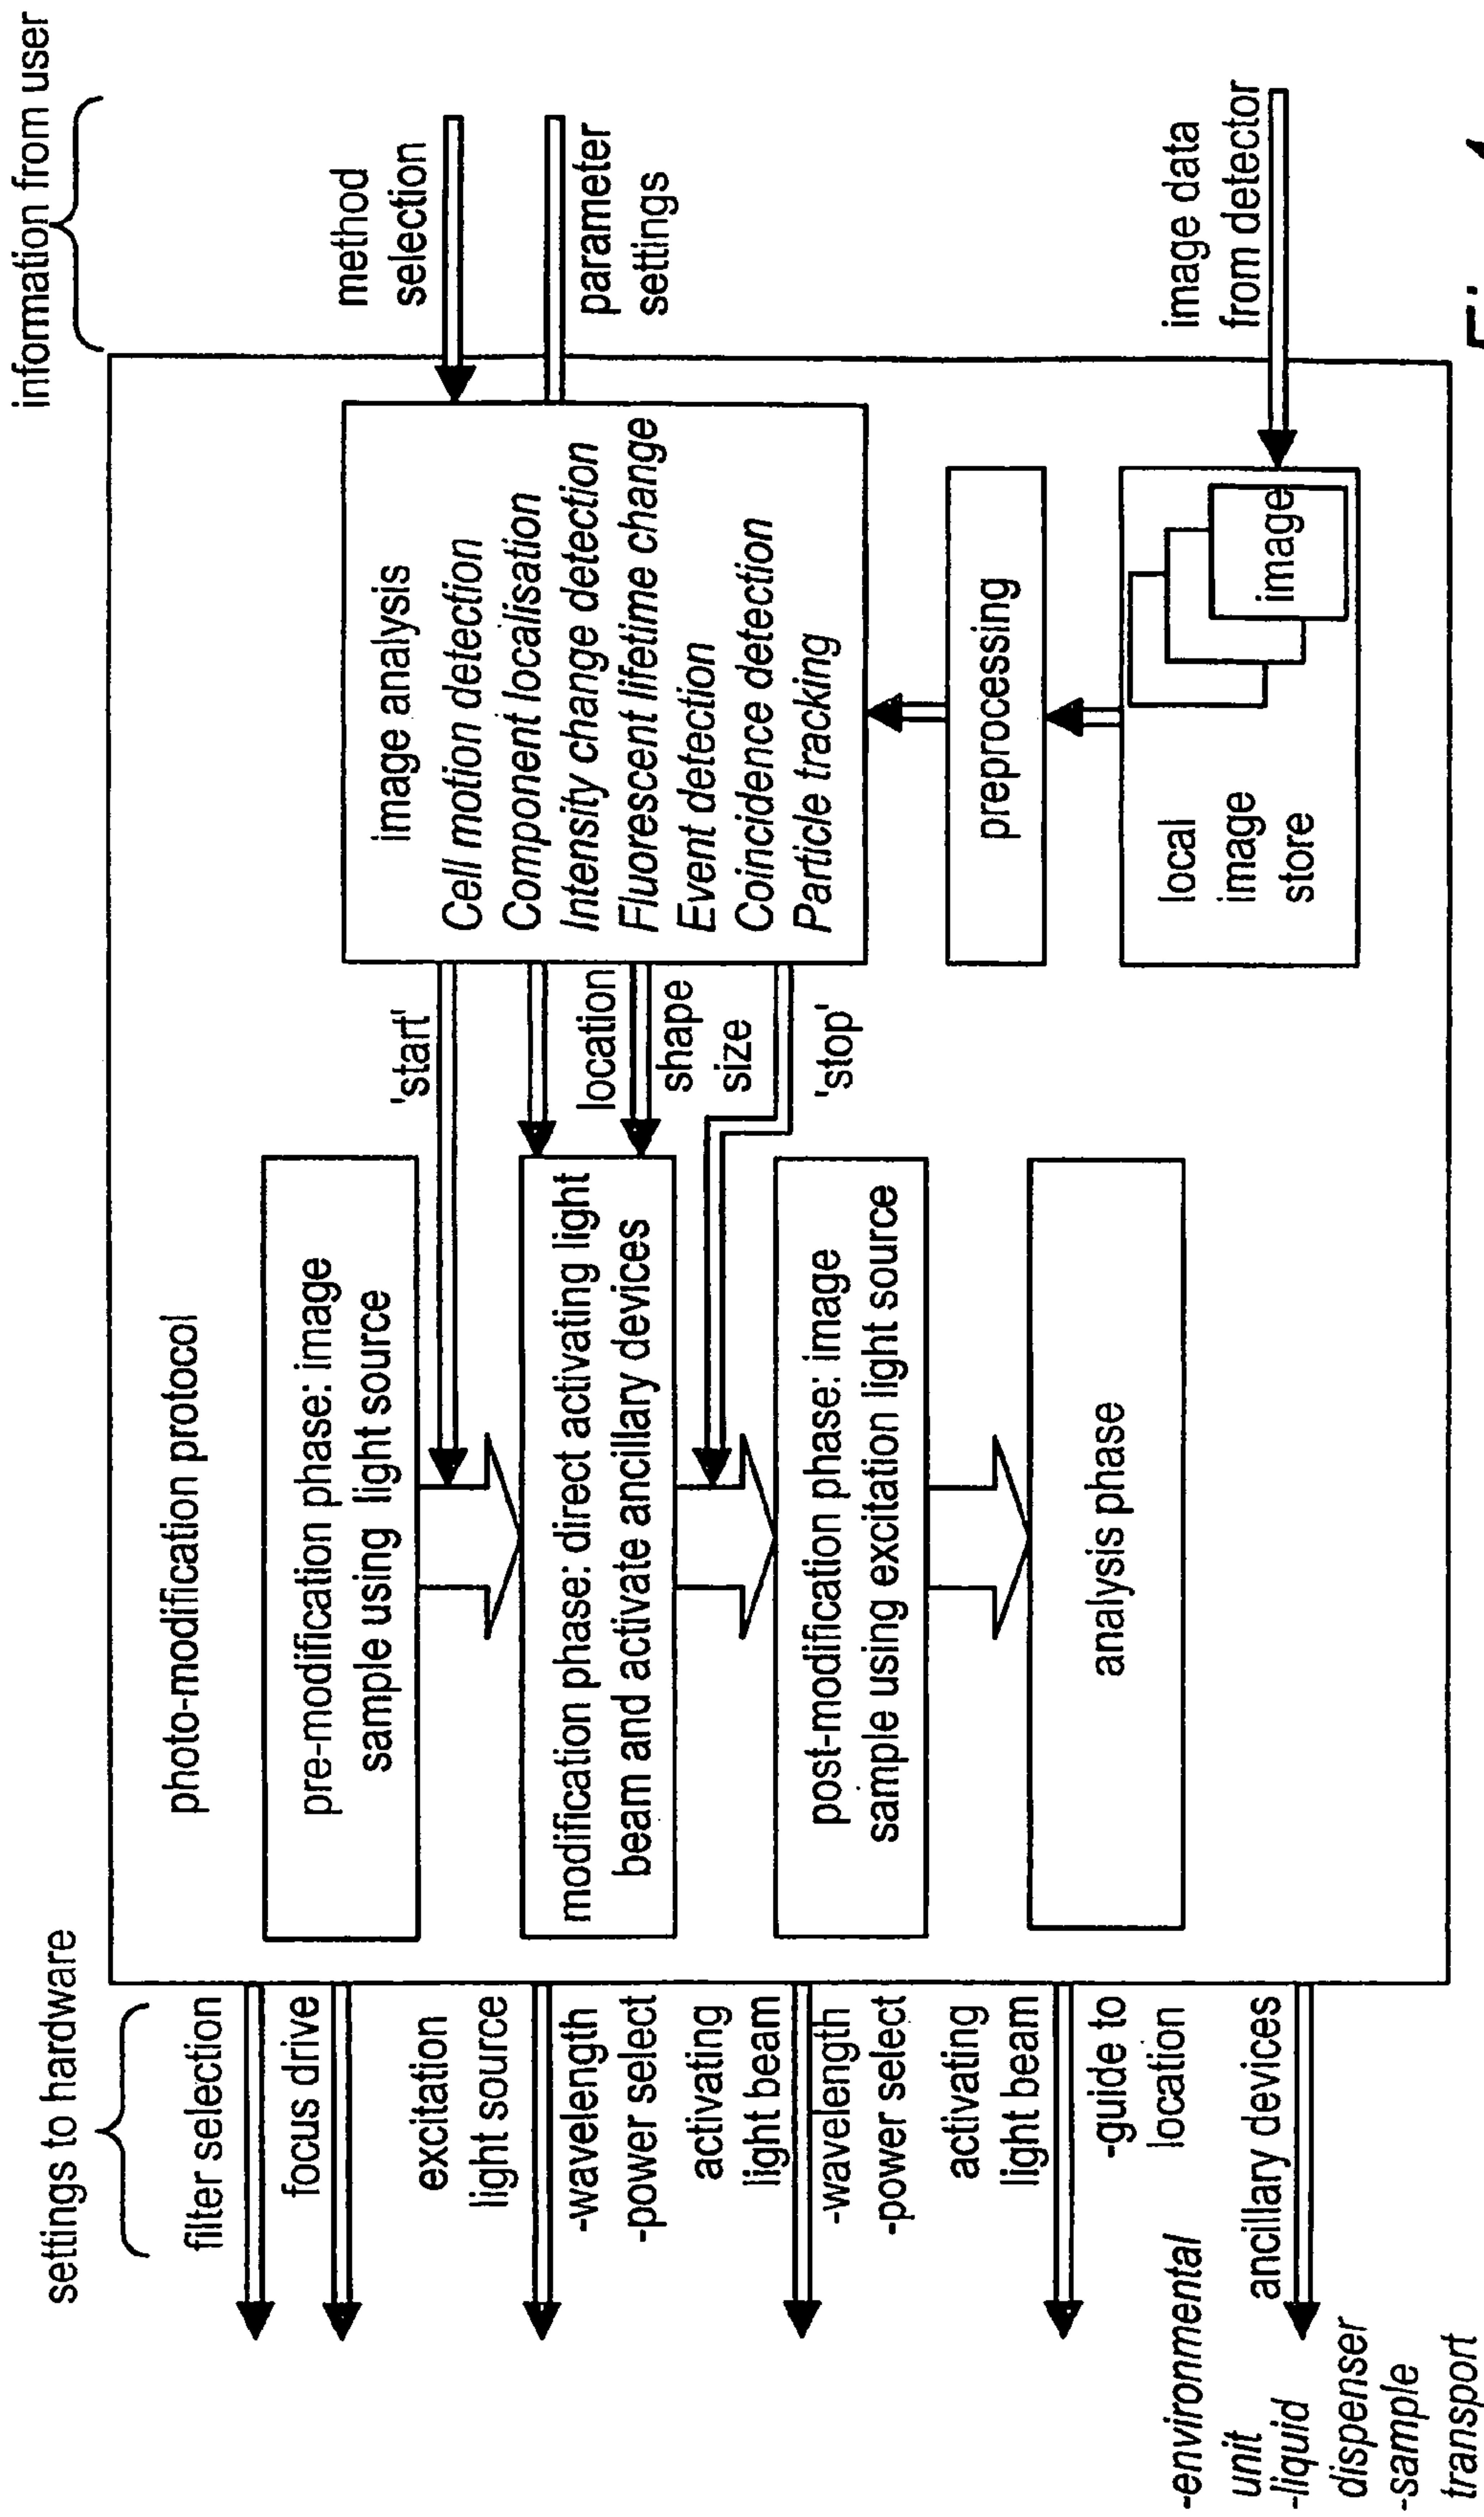 settings to hardware
filter selection
focus drive
excitation
light source
-wavelength
-power select
activating
light beam
-wavelength
-power select
activating
light beam
-guide to
location
ancillary devices
-environmental
unit
-liquid
dispenser
-sample
transport
photo-modification protocol
pre-modification phase: image
sample using light source
modification phase: direct activating light
beam and activate ancillary devices
post-modification phase: image
sample using excitation light source
analysis phase
'start'
location
shape
size
'stop'
image analysis
Cell motion detection
Component localisation
Intensity change detection
Fluorescent lifetime change
Event detection
Coincidence detection
Particle tracking
preprocessing
local
image
store
image
information from user
method
selection
parameter
settings
image data
from detector